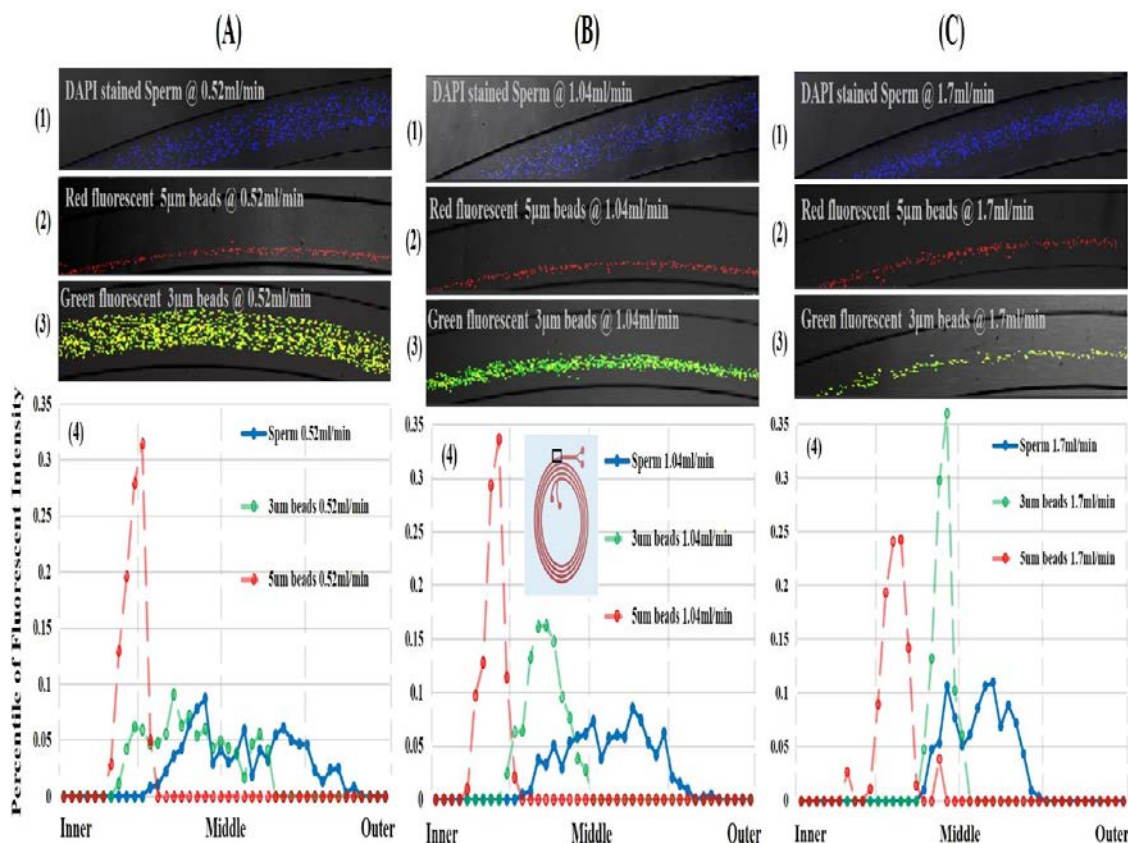 (A)
(1)
DAPI stained Sperm @ 0.52ml/min
(2)
Red fluorescent 5µm beads @ 0.52ml/min
(3)
Green fluorescent 3µm beads @ 0.52ml/min
(4)
Sperm 0.52ml/min
3um beads 0.52ml/min
5um beads 0.52ml/min
Percentile of Fluorescent Intensity
0.35
0.3
0.25
0.2
0.15
0.1
0.05
0
Inner Middle Outer
(B)
(1)
DAPI stained Sperm @ 1.04ml/min
(2)
Red fluorescent 5µm beads @ 1.04ml/min
(3)
Green fluorescent 3µm beads @ 1.04ml/min
(4)
Sperm 1.04ml/min
3um beads 1.04ml/min
5um beads 1.04ml/min
0.35
0.3
0.25
0.2
0.15
0.1
0.05
0
Inner Middle Outer
(C)
(1)
DAPI stained Sperm @ 1.7ml/min
(2)
Red fluorescent 5µm beads @ 1.7ml/min
(3)
Green fluorescent 3µm beads @ 1.7ml/min
(4)
Sperm 1.7ml/min
3um beads 1.7ml/min
5um beads 1.7ml/min
0.35
0.3
0.25
0.2
0.15
0.1
0.05
0
Inner Middle Outer